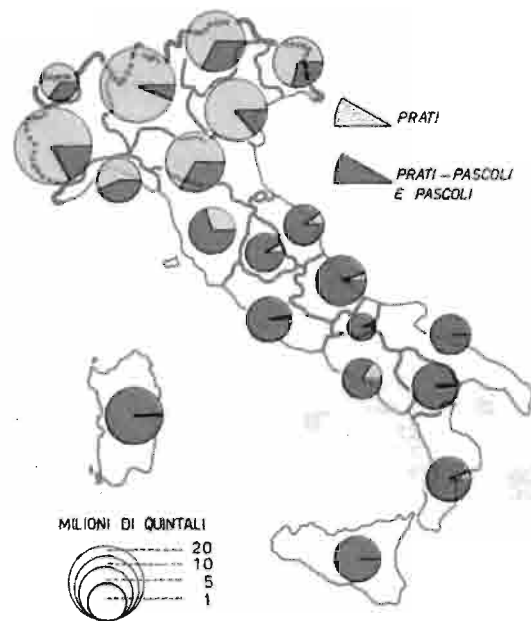 PRATI
PRATI-PASCOLI
E PASCOLI
MILIONI DI QUINTALI
20
10
5
1